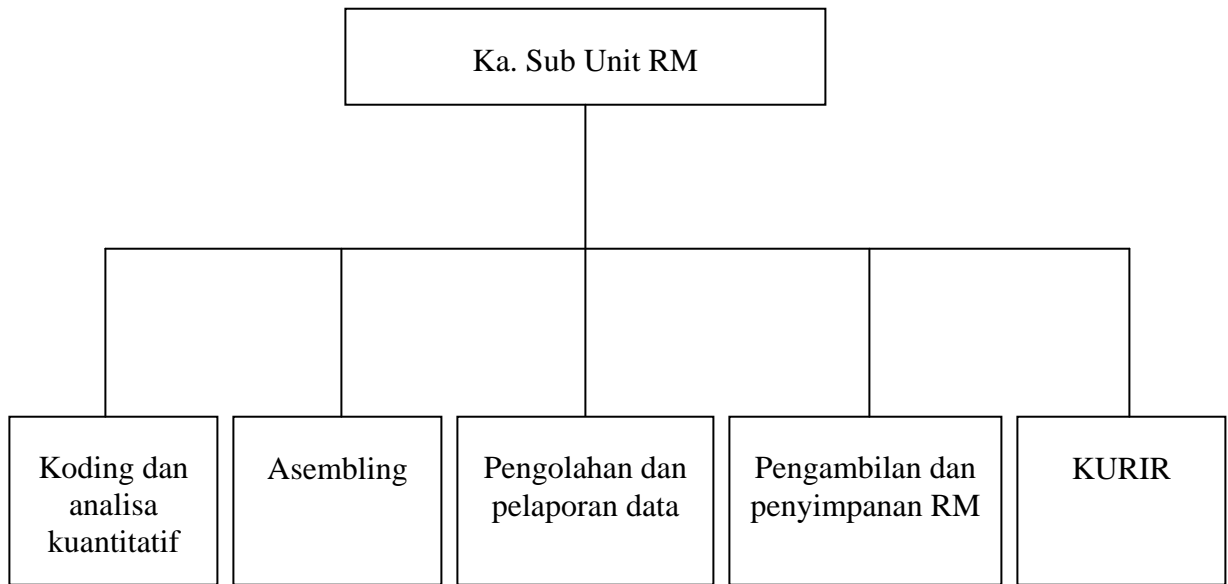 Ka. Sub Unit RM
Koding dan
analisa
kuantitatif
Asembling
Pengolahan dan
pelaporan data
Pengambilan dan
penyimpanan RM
KURIR